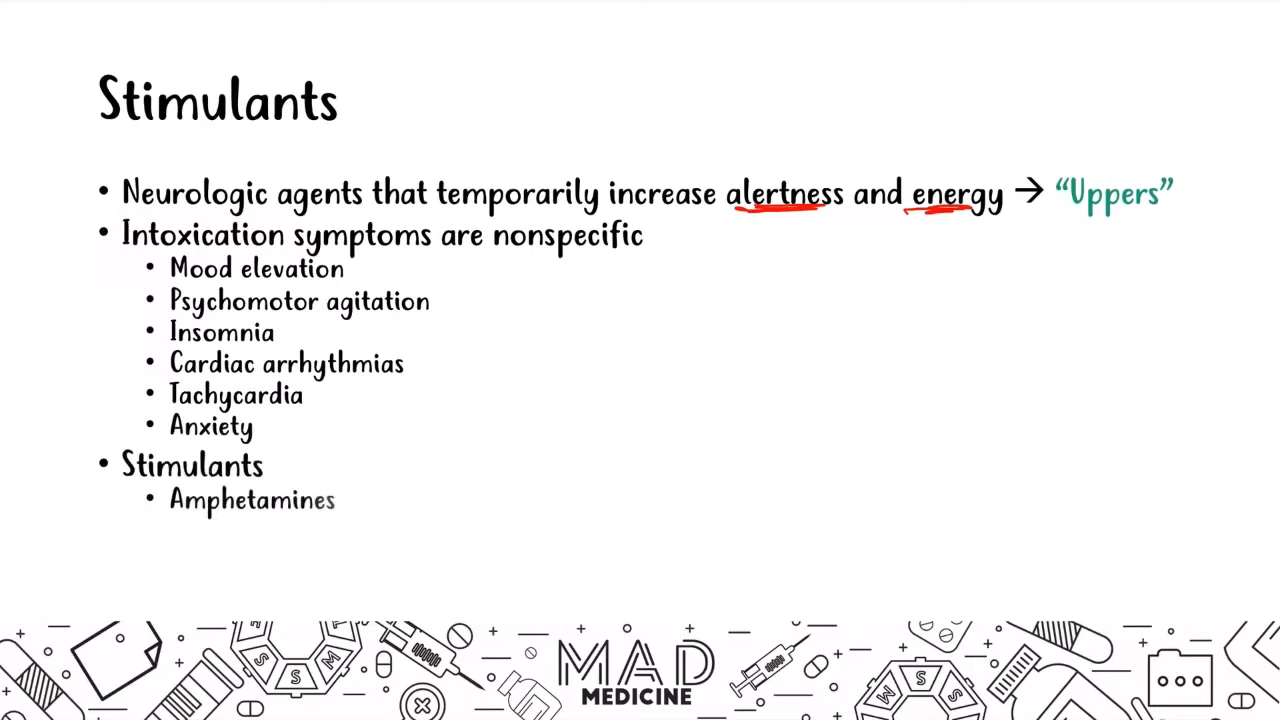 Stimulants
• Neurologic agents that temporarily increase alertness and energy → “Uppers”
• Intoxication symptoms are nonspecific
• Mood elevation
• Psychomotor agitation
• Insomnia
• Cardiac arrhythmias
• Tachycardia
• Anxiety
• Stimulants
• Amphetamines
MAD
MEDICINE
S
S
M
M
S
S